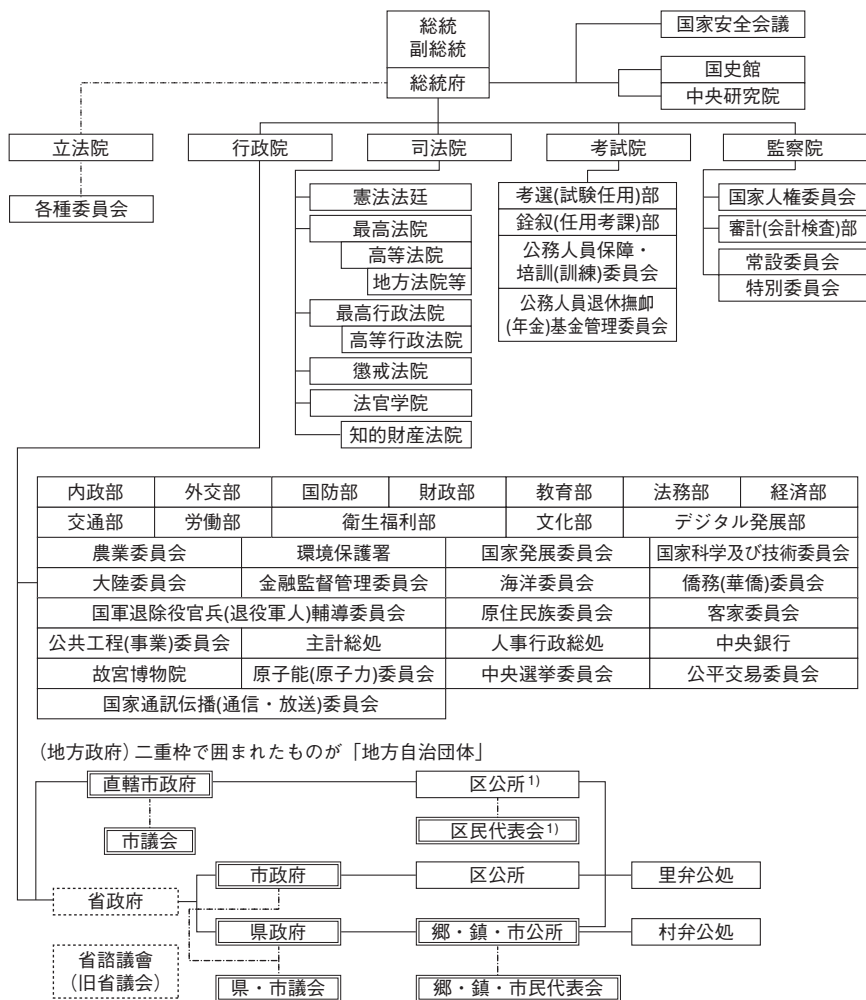 総統
副総統
総統府
国家安全会議
国史館
中央研究院
立法院
行政院
司法院
考試院
監察院
各種委員会
憲法法廷
最高法院
高等法院
地方法院等
最高行政法院
高等行政法院
懲戒法院
法官学院
知的財産法院
考選(試験任用)部
銓叙(任用考課)部
公務人員保障・
培訓(訓練)委員会
公務人員退休撫卹
(年金)基金管理委員会
国家人権委員会
審計(会計検査)部
常設委員会
特別委員会
内政部 外交部 国防部 財政部 教育部 法務部 経済部
交通部 労働部 衛生福利部 文化部 デジタル発展部
農業委員会 環境保護署 国家発展委員会 国家科学及び技術委員会
大陸委員会 金融監督管理委員会 海洋委員会 僑務(華僑)委員会
国軍退除役官兵(退役軍人)輔導委員会 原住民族委員会 客家委員会
公共工程(事業)委員会 主計総処 人事行政総処 中央銀行
故宮博物院 原子能(原子力)委員会 中央選挙委員会 公平交易委員会
国家通訊伝播(通信・放送)委員会
(地方政府)二重枠で囲まれたものが「地方自治団体」
直轄市政府
区公所1)
市議会
区民代表会1)
市政府
区公所
里弁公処
省政府
県政府
郷・鎮・市公所
村弁公処
省諮議會
(旧省議会)
県・市議会
郷・鎮・市民代表会